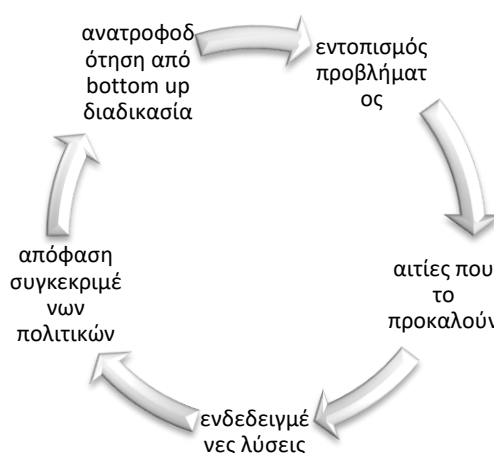 ανατροφοδ
ότηση από
bottom up
διαδικασία
εντοπισμός
προβλήματ
ος
αιτίες που
το
προκαλούν
ενδεδειγμέ
νες λύσεις
απόφαση
συγκεκριμέ
νων
πολιτικών